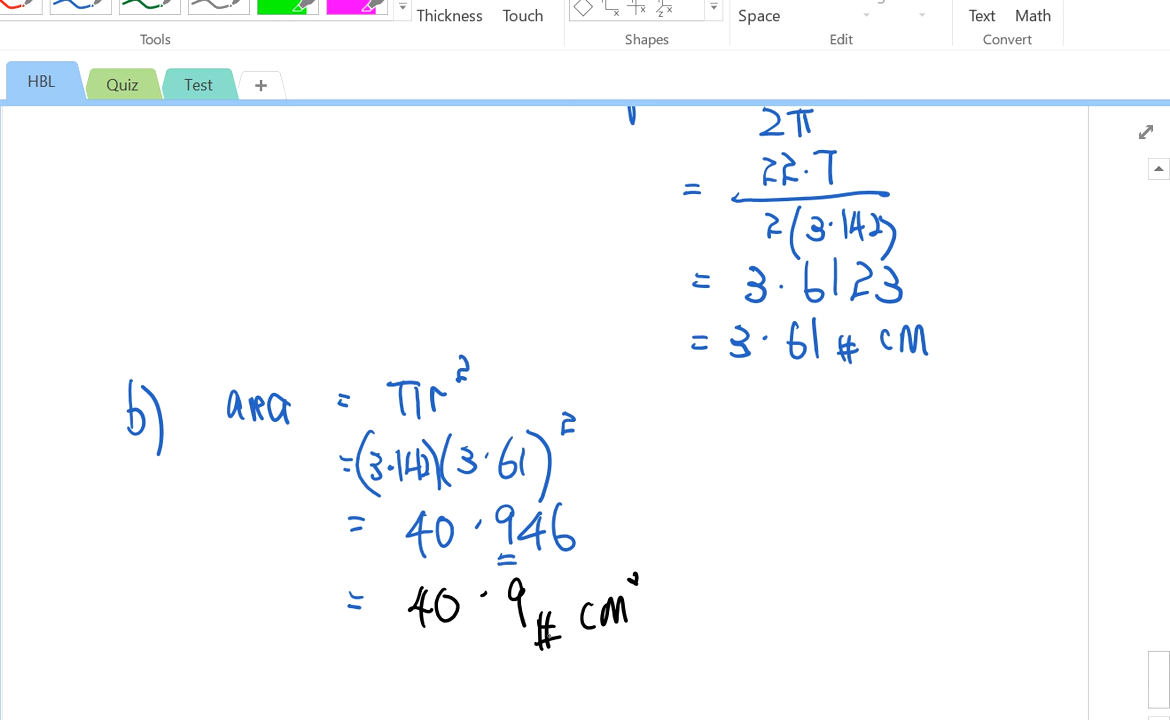 Thickness Touch Space Text Math
Tools Shapes Edit Convert
HBL Quiz Test +
2π
= 22.7
2(3.142)
= 3.6123
= 3.61 # cm
b) area = πr²
=(3.142)(3.61)²
= 40.946
= 40.9 # cm²